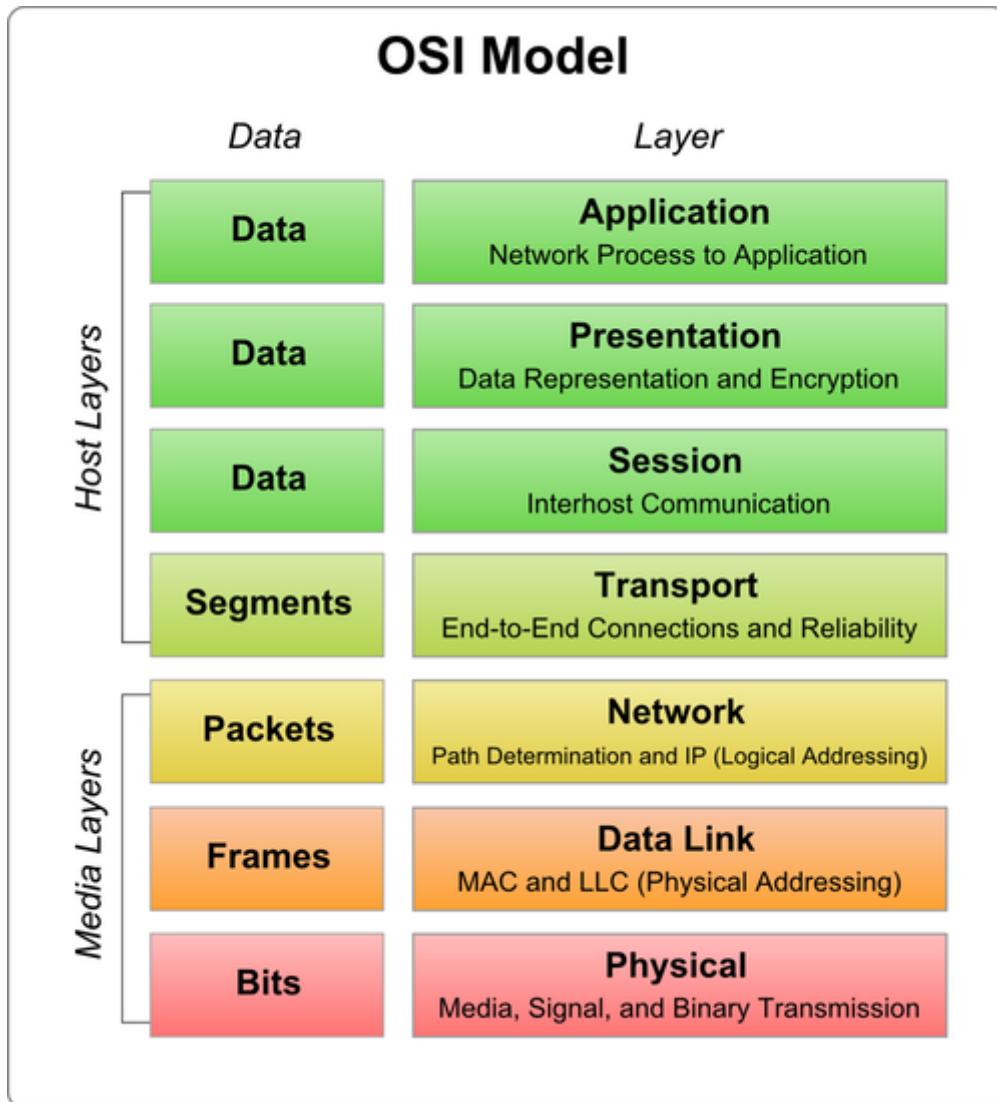 OSI Model
Data
Layer
Host Layers
Data
Application
Network Process to Application
Data
Presentation
Data Representation and Encryption
Data
Session
Interhost Communication
Segments
Transport
End-to-End Connections and Reliability
Media Layers
Packets
Network
Path Determination and IP (Logical Addressing)
Frames
Data Link
MAC and LLC (Physical Addressing)
Bits
Physical
Media, Signal, and Binary Transmission